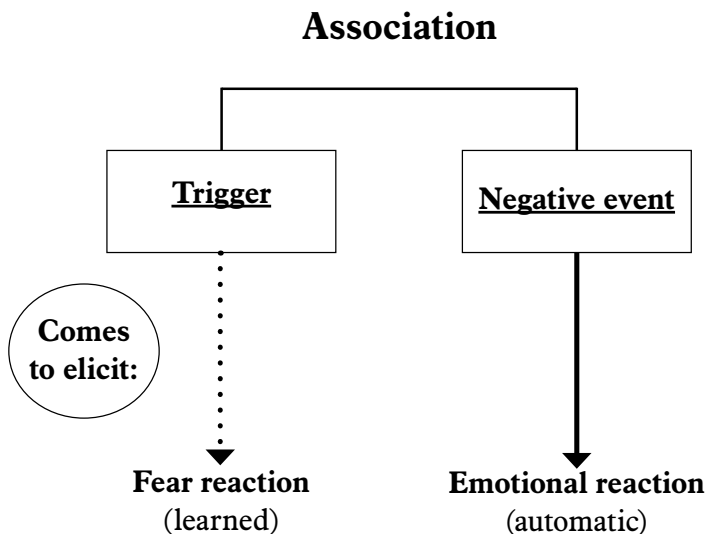 Association
Trigger
Negative event
Comes
to elicit:
Fear reaction
(learned)
Emotional reaction
(automatic)